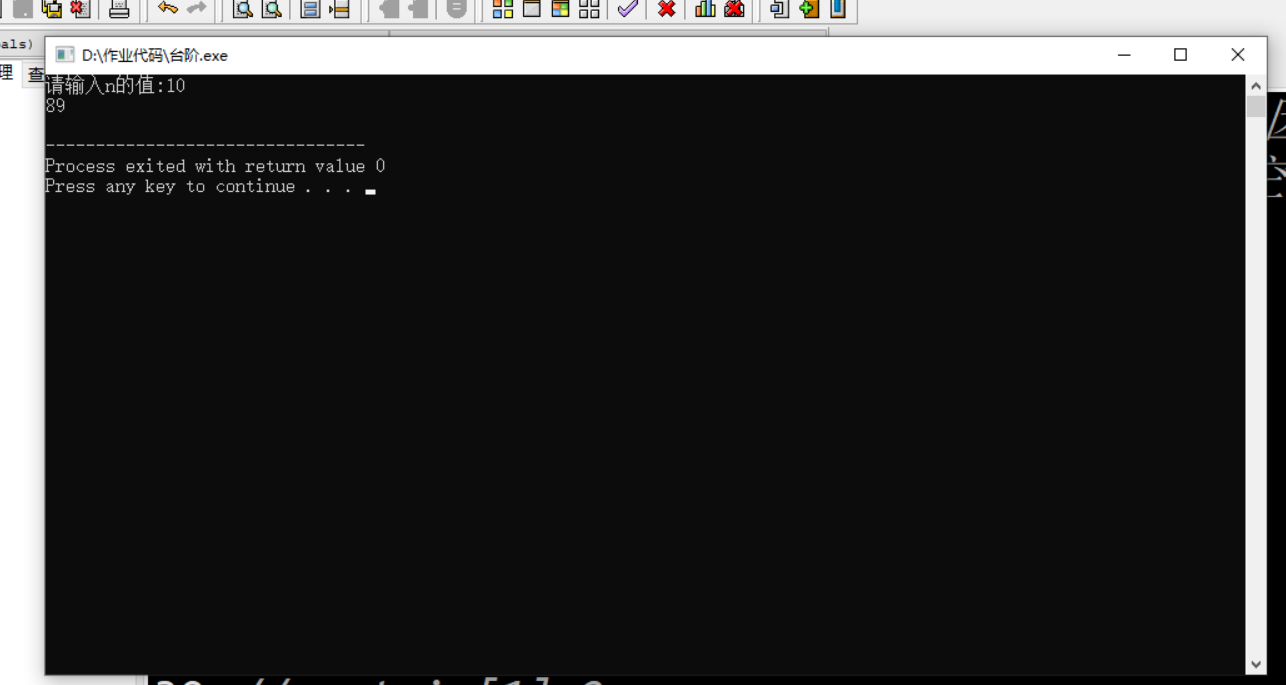 als)
D:\作业代码\台阶.exe
理 查
请输入n的值:10
89
--------------------------------
Process exited with return value 0
Press any key to continue . . .